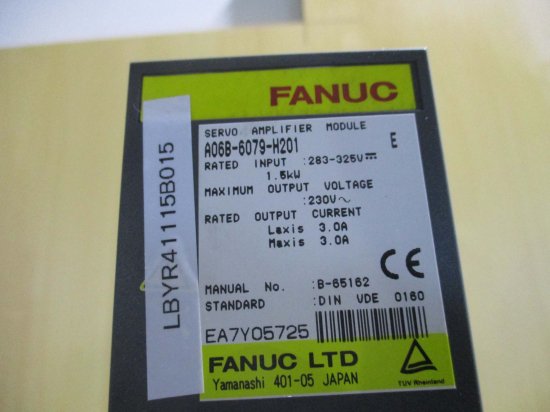 FANUC
SERVO AMPLIFIER MODULE
A06B-6079-H201 E
RATED INPUT :283-325V⎓
1.5kW
MAXIMUM OUTPUT VOLTAGE
:230V~
RATED OUTPUT CURRENT
Laxis 3.0A
Maxis 3.0A
CE
MANUAL No. :B-65162
STANDARD :DIN VDE 0160
EA7Y05725
FANUC LTD
Yamanashi 401-05 JAPAN
TUV Rheinland
LBYR41115B015